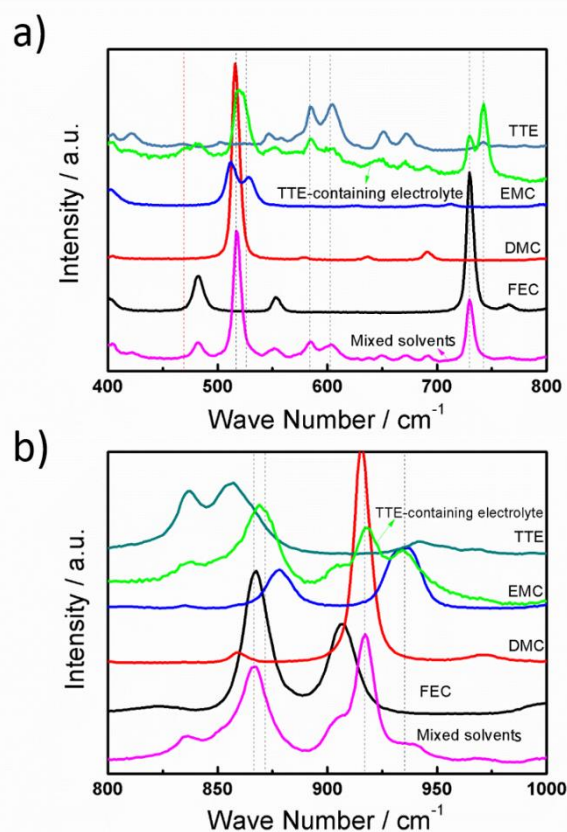 a)
Intensity / a.u.
TTE
TTE-containing electrolyte
EMC
DMC
FEC
Mixed solvents
400 500 600 700 800
Wave Number / cm⁻¹
b)
Intensity / a.u.
TTE-containing electrolyte
TTE
EMC
DMC
FEC
Mixed solvents
800 850 900 950 1000
Wave Number / cm⁻¹